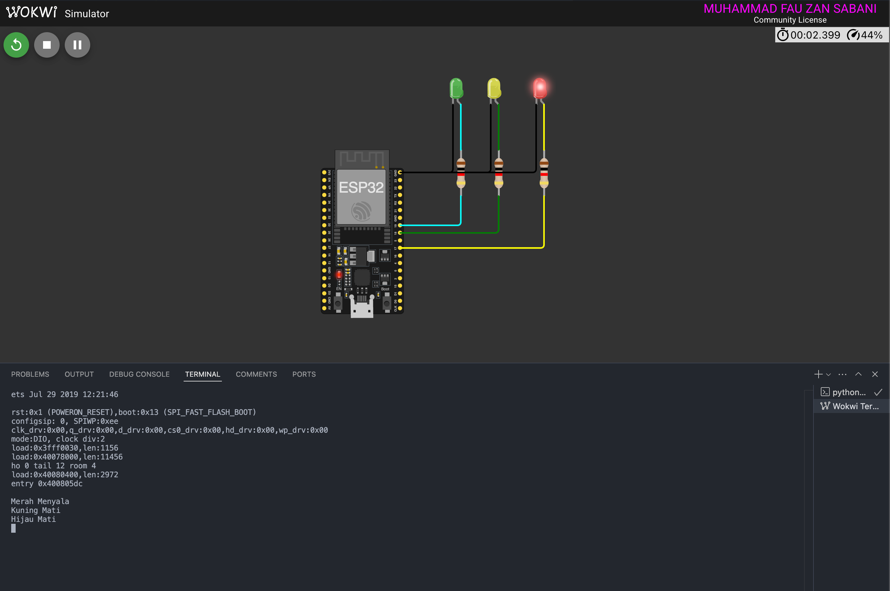 WOKWi Simulator
MUHAMMAD FAU ZAN SABANI
Community License
00:02.399 44%
ESP32
EN
Boot
PROBLEMS OUTPUT DEBUG CONSOLE TERMINAL COMMENTS PORTS
ets Jul 29 2019 12:21:46
python...
Wokwi Ter...
rst:0x1 (POWERON_RESET),boot:0x13 (SPI_FAST_FLASH_BOOT)
configsip: 0, SPIWP:0xee
clk_drv:0x00,q_drv:0x00,d_drv:0x00,cs0_drv:0x00,hd_drv:0x00,wp_drv:0x00
mode:DIO, clock div:2
load:0x3fff0030,len:1156
load:0x40078000,len:11456
ho 0 tail 12 room 4
load:0x40080400,len:2972
entry 0x400805dc
Merah Menyala
Kuning Mati
Hijau Mati